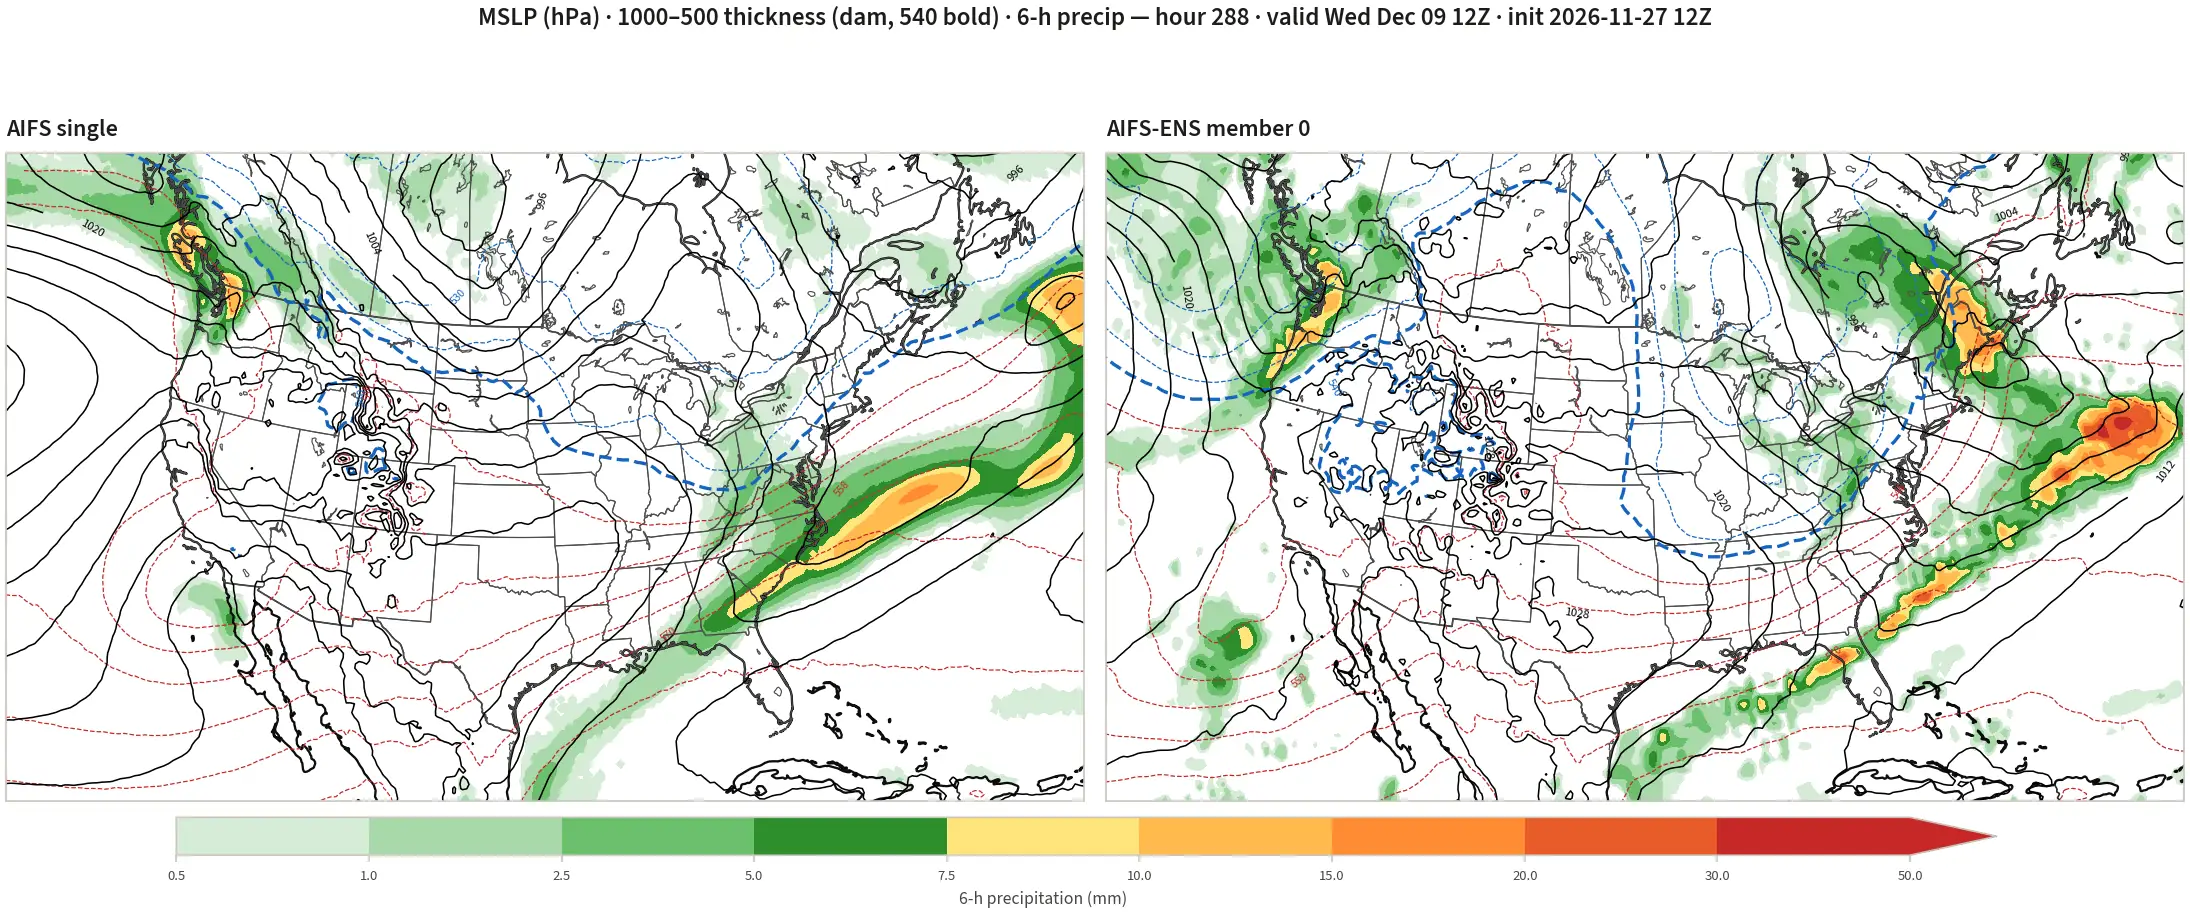 MSLP (hPa) · 1000–500 thickness (dam, 540 bold) · 6-h precip — hour 288 · valid Wed Dec 09 12Z · init 2026-11-27 12Z
AIFS single
AIFS-ENS member 0
996
996
1004
1020
530
558
1004
1020
1020
1012
1028
558
0.5 1.0 2.5 5.0 7.5 10.0 15.0 20.0 30.0 50.0
6-h precipitation (mm)